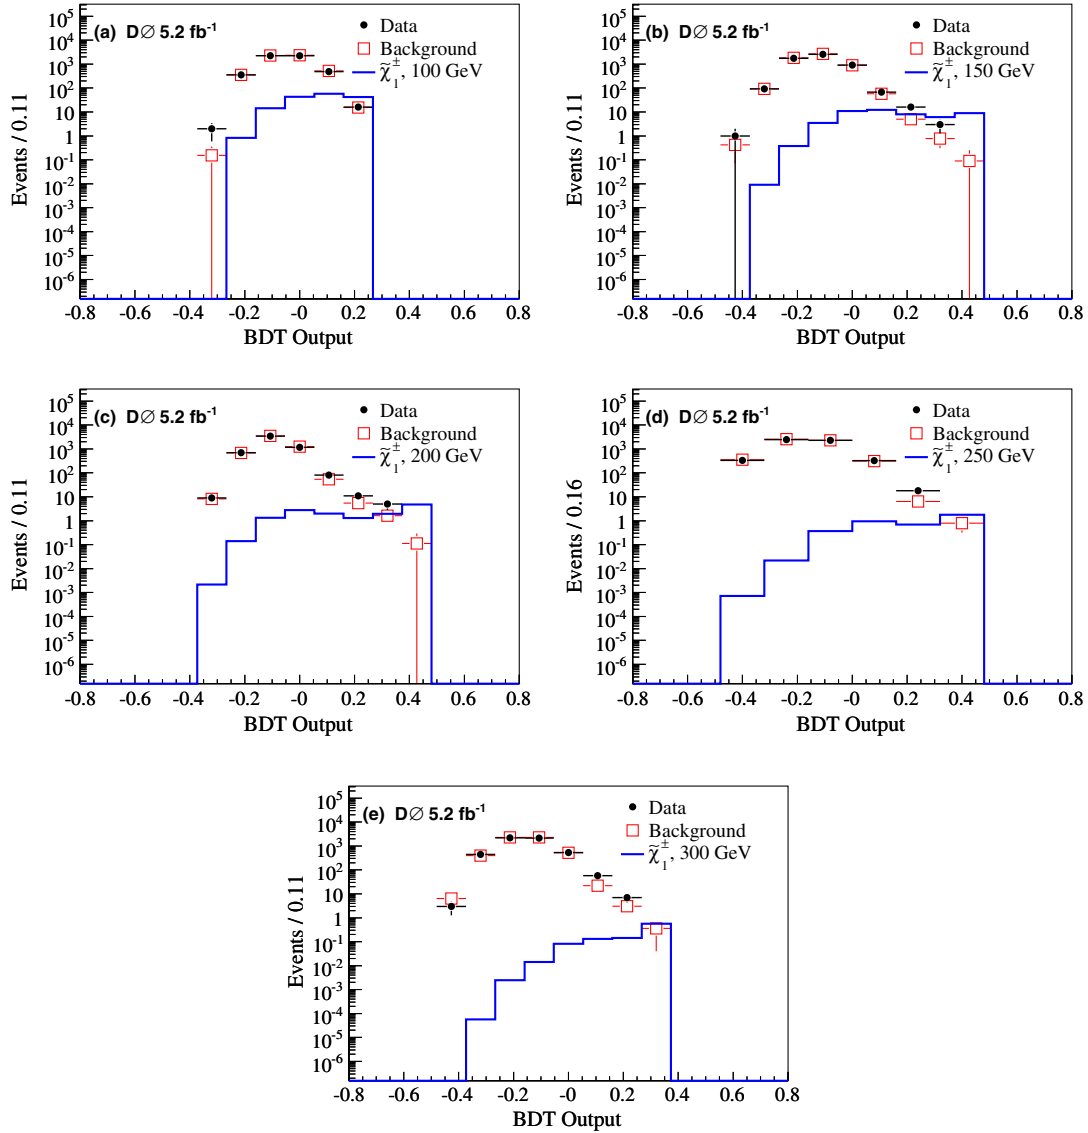 (a) DØ 5.2 fb⁻¹
Data
Background
χ̃₁±, 100 GeV
Events / 0.11
10⁵
10⁴
10³
10²
10
1
10⁻¹
10⁻²
10⁻³
10⁻⁴
10⁻⁵
10⁻⁶
-0.8 -0.6 -0.4 -0.2 -0 0.2 0.4 0.6 0.8
BDT Output
(b) DØ 5.2 fb⁻¹
Data
Background
χ̃₁±, 150 GeV
Events / 0.11
10⁵
10⁴
10³
10²
10
1
10⁻¹
10⁻²
10⁻³
10⁻⁴
10⁻⁵
10⁻⁶
-0.8 -0.6 -0.4 -0.2 -0 0.2 0.4 0.6 0.8
BDT Output
(c) DØ 5.2 fb⁻¹
Data
Background
χ̃₁±, 200 GeV
Events / 0.11
10⁵
10⁴
10³
10²
10
1
10⁻¹
10⁻²
10⁻³
10⁻⁴
10⁻⁵
10⁻⁶
-0.8 -0.6 -0.4 -0.2 -0 0.2 0.4 0.6 0.8
BDT Output
(d) DØ 5.2 fb⁻¹
Data
Background
χ̃₁±, 250 GeV
Events / 0.16
10⁵
10⁴
10³
10²
10
1
10⁻¹
10⁻²
10⁻³
10⁻⁴
10⁻⁵
10⁻⁶
-0.8 -0.6 -0.4 -0.2 -0 0.2 0.4 0.6 0.8
BDT Output
(e) DØ 5.2 fb⁻¹
Data
Background
χ̃₁±, 300 GeV
Events / 0.11
10⁵
10⁴
10³
10²
10
1
10⁻¹
10⁻²
10⁻³
10⁻⁴
10⁻⁵
10⁻⁶
-0.8 -0.6 -0.4 -0.2 -0 0.2 0.4 0.6 0.8
BDT Output